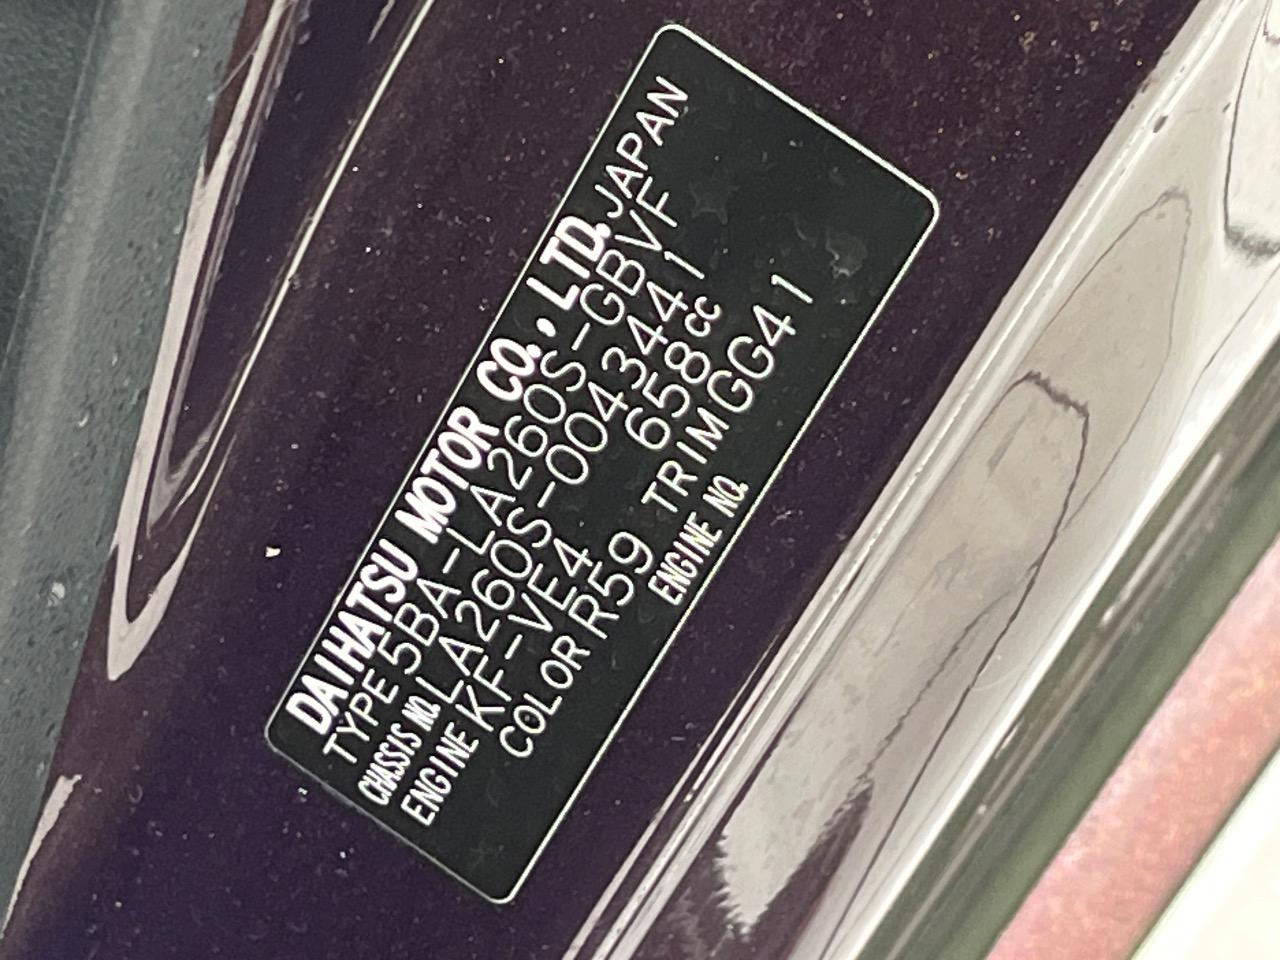 DAIHATSU MOTOR CO., LTD. JAPAN
TYPE 5BA-LA260S-GBVF
CHASSIS NO. LA260S-0043441
ENGINE KF-VE4 658cc
COLOR R59 TRIM GG41
ENGINE NO.